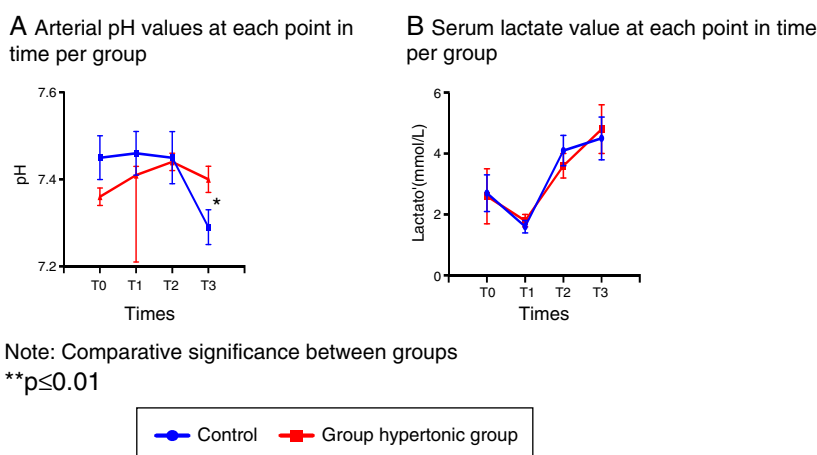 A Arterial pH values at each point in
time per group
7.6
7.4
7.2
pH
*
T0 T1 T2 T3
Times
B Serum lactate value at each point in time
per group
6
4
2
0
Lactato'(mmol/L)
T0 T1 T2 T3
Times
Note: Comparative significance between groups
**p≤0.01
Control Group hypertonic group